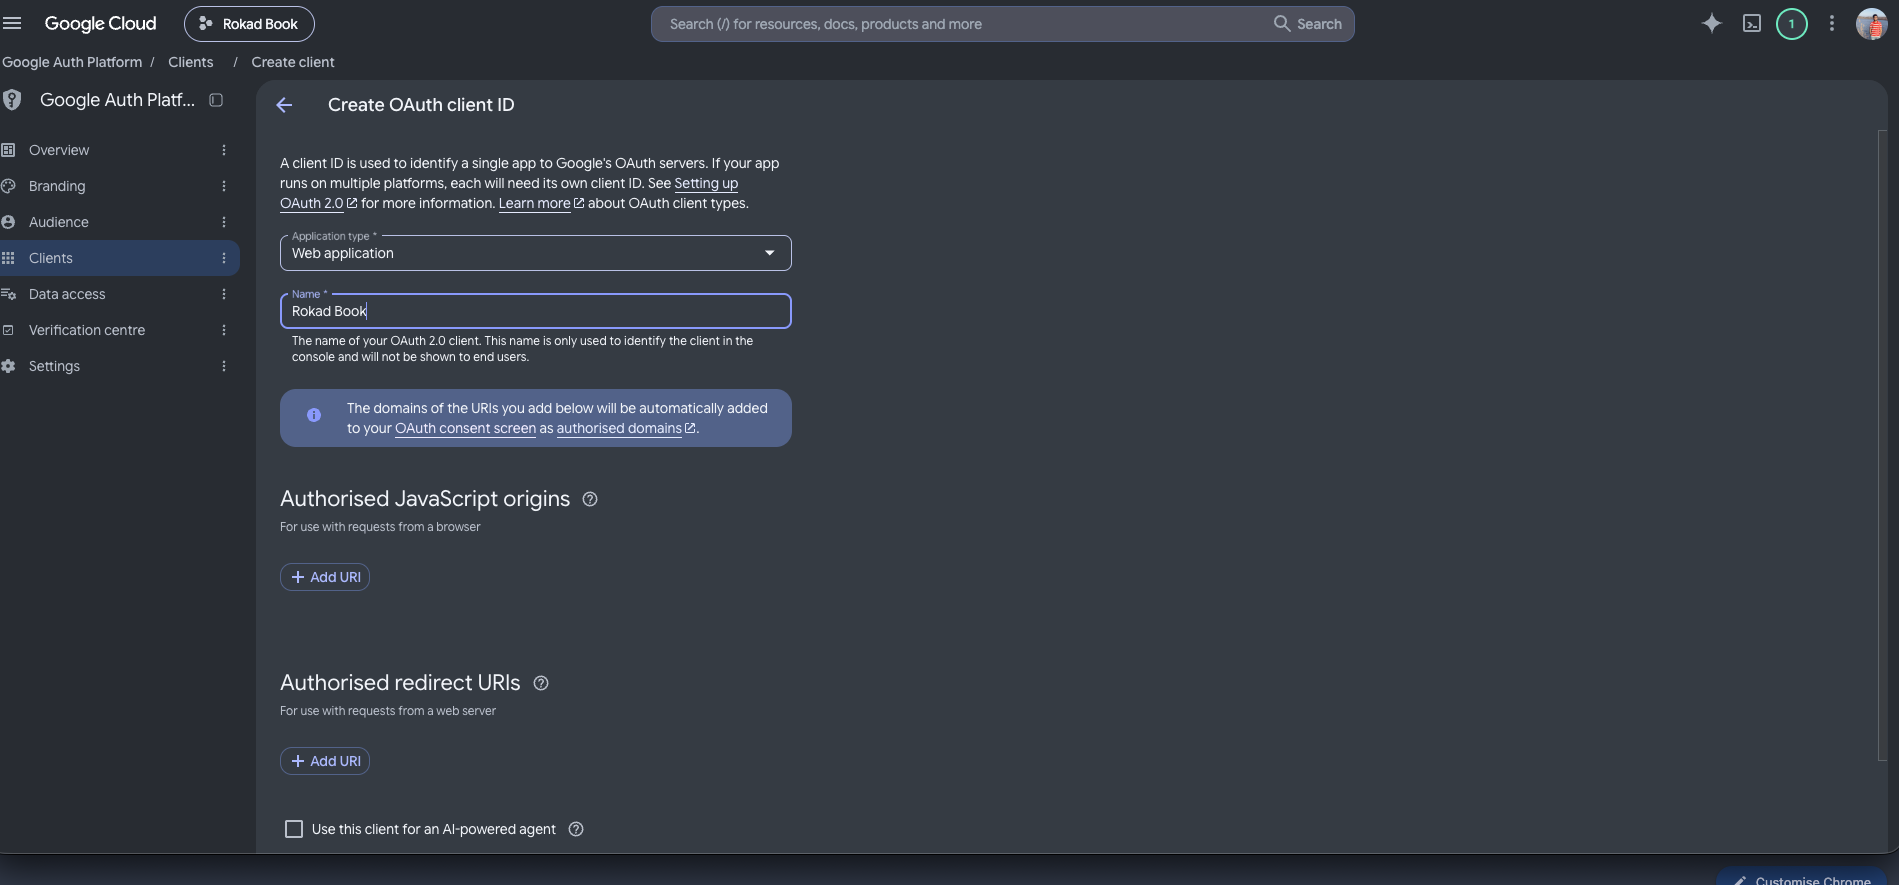 Google Cloud
Rokad Book
Search (/) for resources, docs, products and more
Search
1
Google Auth Platform / Clients / Create client
Google Auth Platf...
Overview
Branding
Audience
Clients
Data access
Verification centre
Settings
Create OAuth client ID
A client ID is used to identify a single app to Google's OAuth servers. If your app
runs on multiple platforms, each will need its own client ID. See Setting up
OAuth 2.0 for more information. Learn more about OAuth client types.
Application type *
Web application
Name *
Rokad Book
The name of your OAuth 2.0 client. This name is only used to identify the client in the
console and will not be shown to end users.
The domains of the URIs you add below will be automatically added
to your OAuth consent screen as authorised domains.
Authorised JavaScript origins
For use with requests from a browser
+ Add URI
Authorised redirect URIs
For use with requests from a web server
+ Add URI
Use this client for an AI-powered agent
Customise Chrome